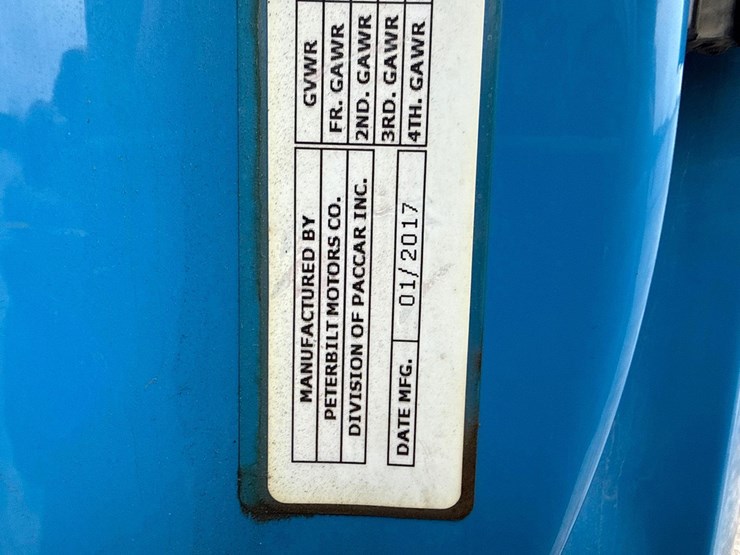 MANUFACTURED BY
PETERBILT MOTORS CO.
DIVISION OF PACCAR INC.
DATE MFG. 01/2017
GVWR
FR. GAWR
2ND. GAWR
3RD. GAWR
4TH. GAWR